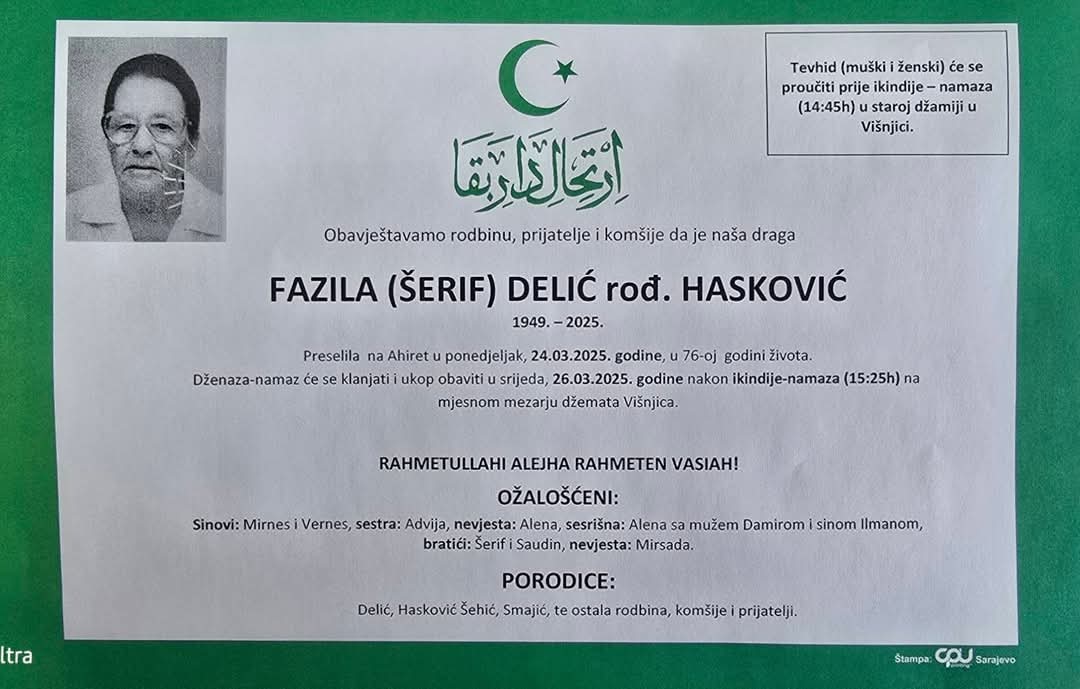 Tevhid (muški i ženski) će se
proučiti prije ikindije – namaza
(14:45h) u staroj džamiji u
Višnjici.
إرتحال دار بقا
Obavještavamo rodbinu, prijatelje i komšije da je naša draga
FAZILA (ŠERIF) DELIĆ rođ. HASKOVIĆ
1949. – 2025.
Preselila na Ahiret u ponedjeljak, 24.03.2025. godine, u 76-oj godini života.
Dženaza-namaz će se klanjati i ukop obaviti u srijeda, 26.03.2025. godine nakon ikindije-namaza (15:25h) na
mjesnom mezarju džemata Višnjica.
RAHMETULLAHI ALEJHA RAHMETEN VASIAH!
OŽALOŠĆENI:
Sinovi: Mirnes i Vernes, sestra: Advija, nevjesta: Alena, sesrišna: Alena sa mužem Damirom i sinom Ilmanom,
bratići: Šerif i Saudin, nevjesta: Mirsada.
PORODICE:
Delić, Hasković Šehić, Smajić, te ostala rodbina, komšije i prijatelji.
ltra
Štampa: CPU printing Sarajevo